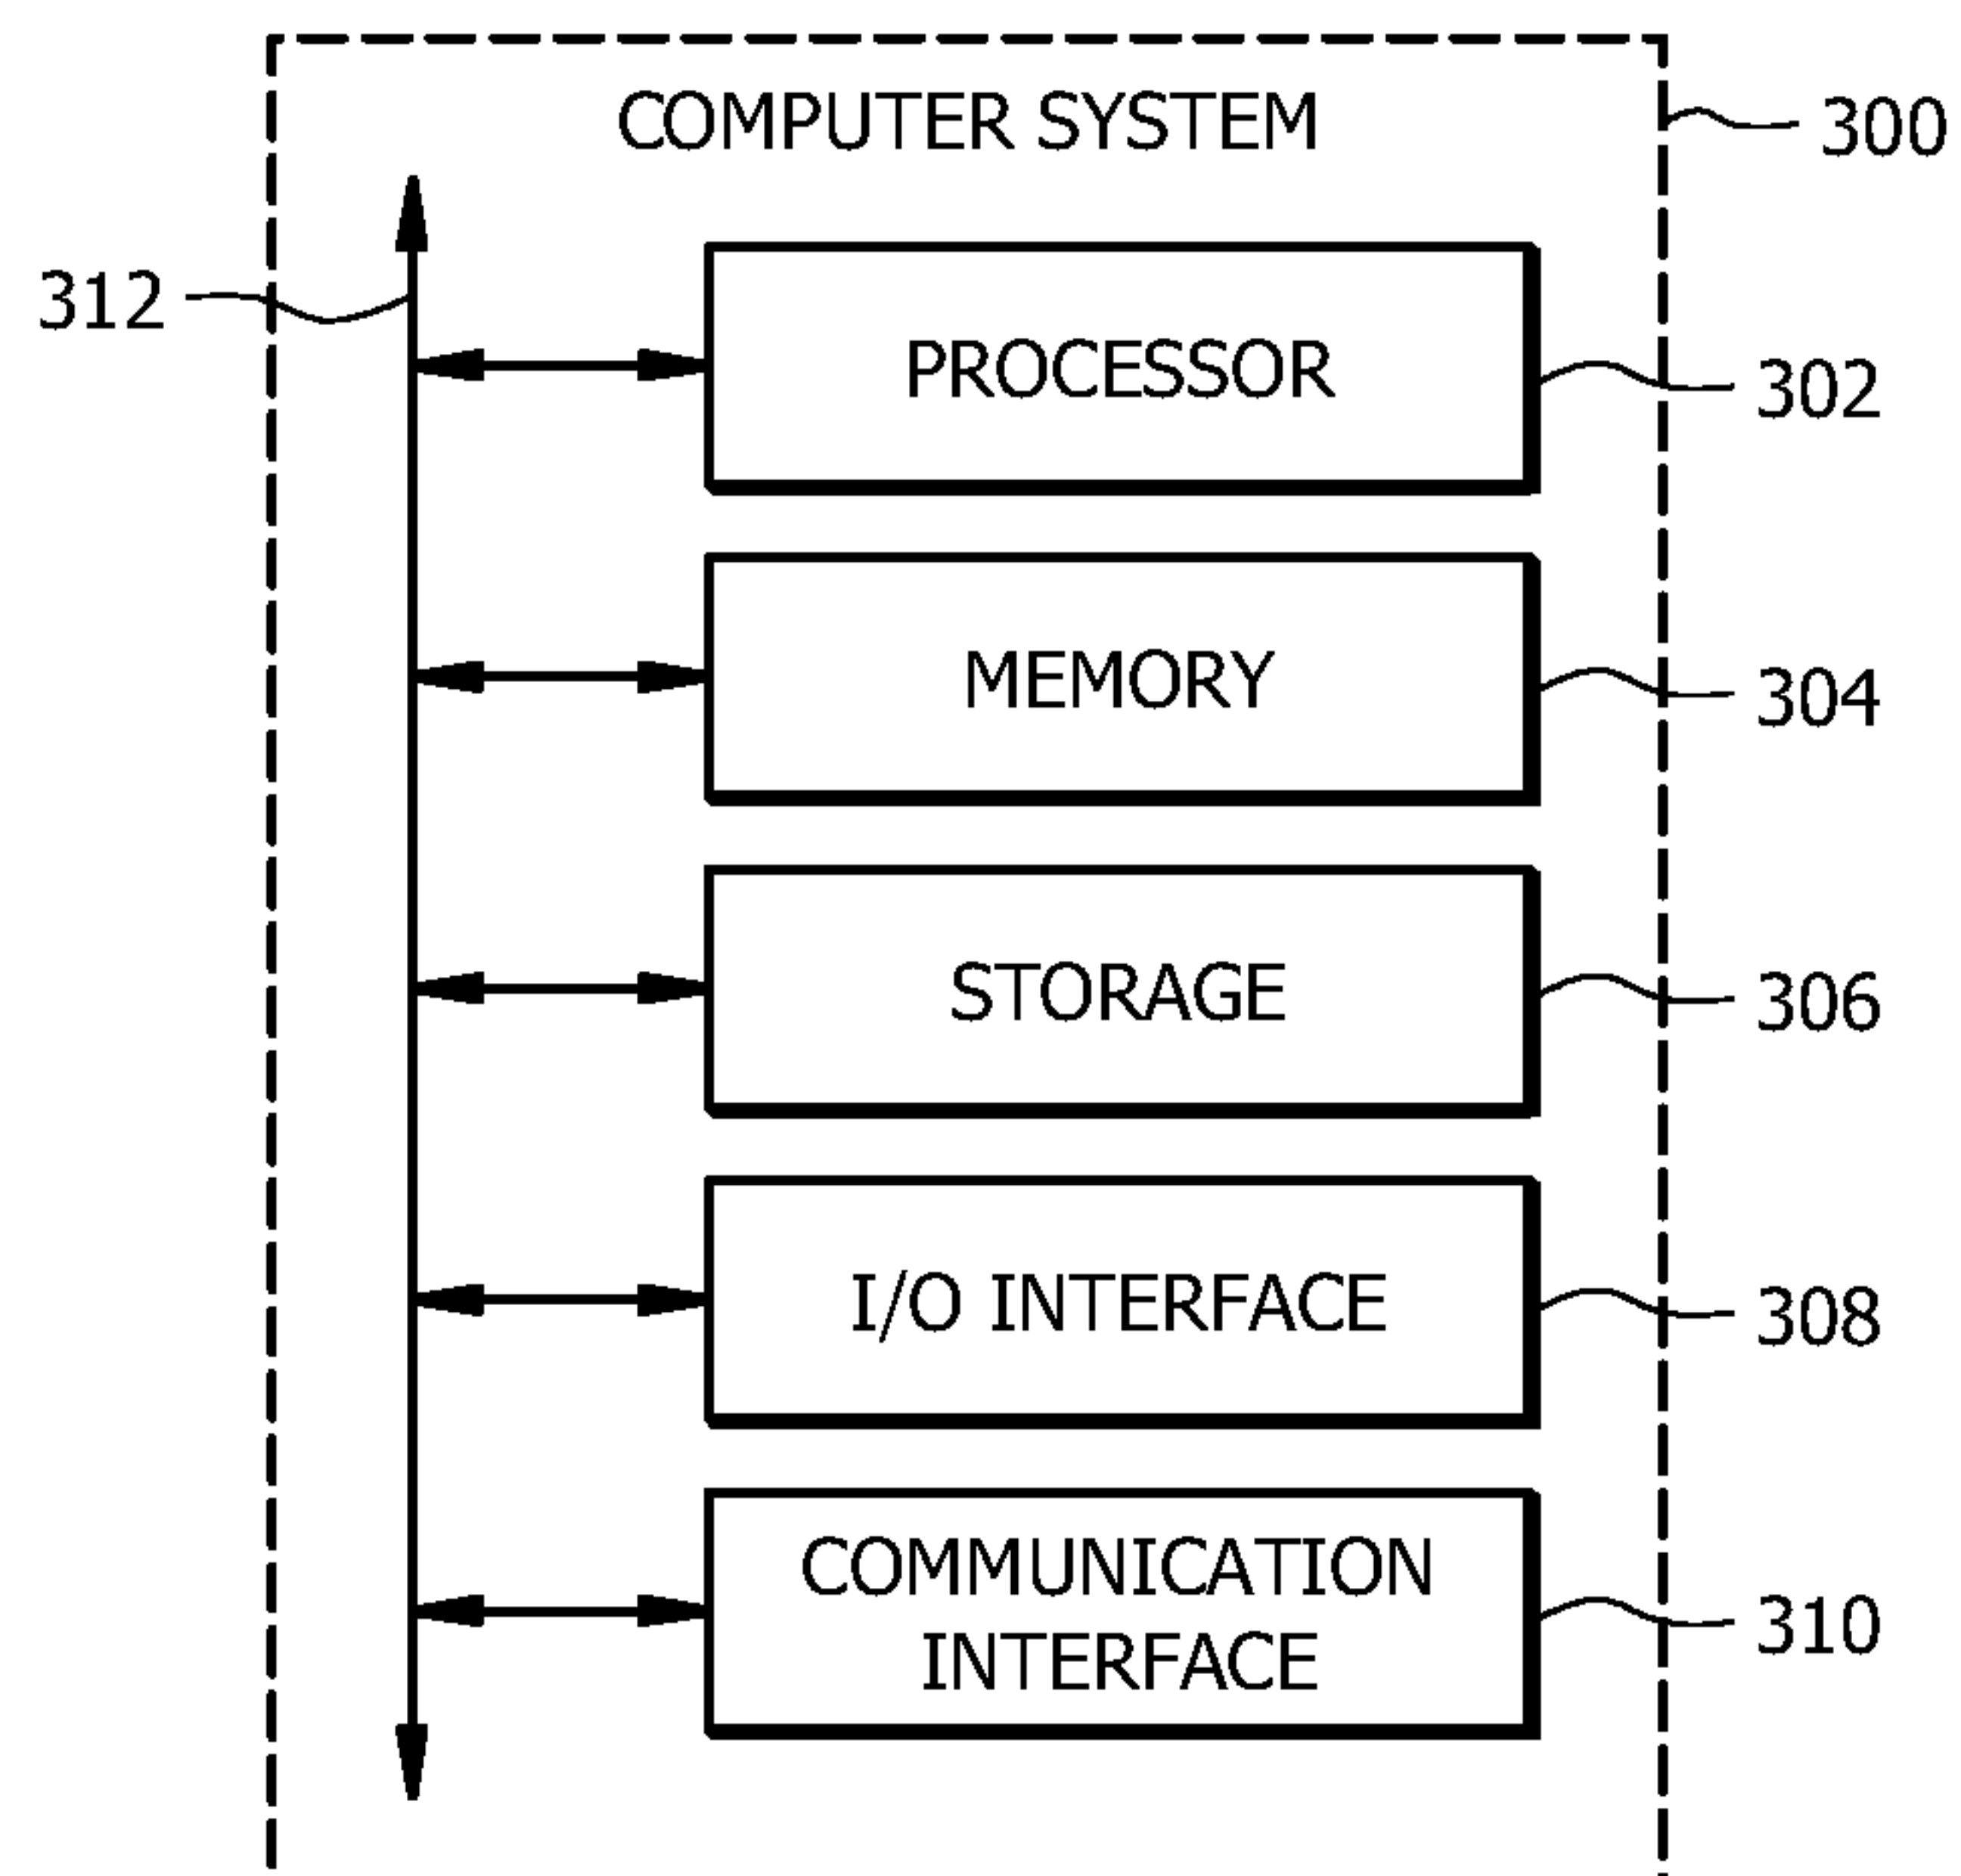 COMPUTER SYSTEM
300
312
PROCESSOR
302
MEMORY
304
STORAGE
306
I/O INTERFACE
308
COMMUNICATION
INTERFACE
310